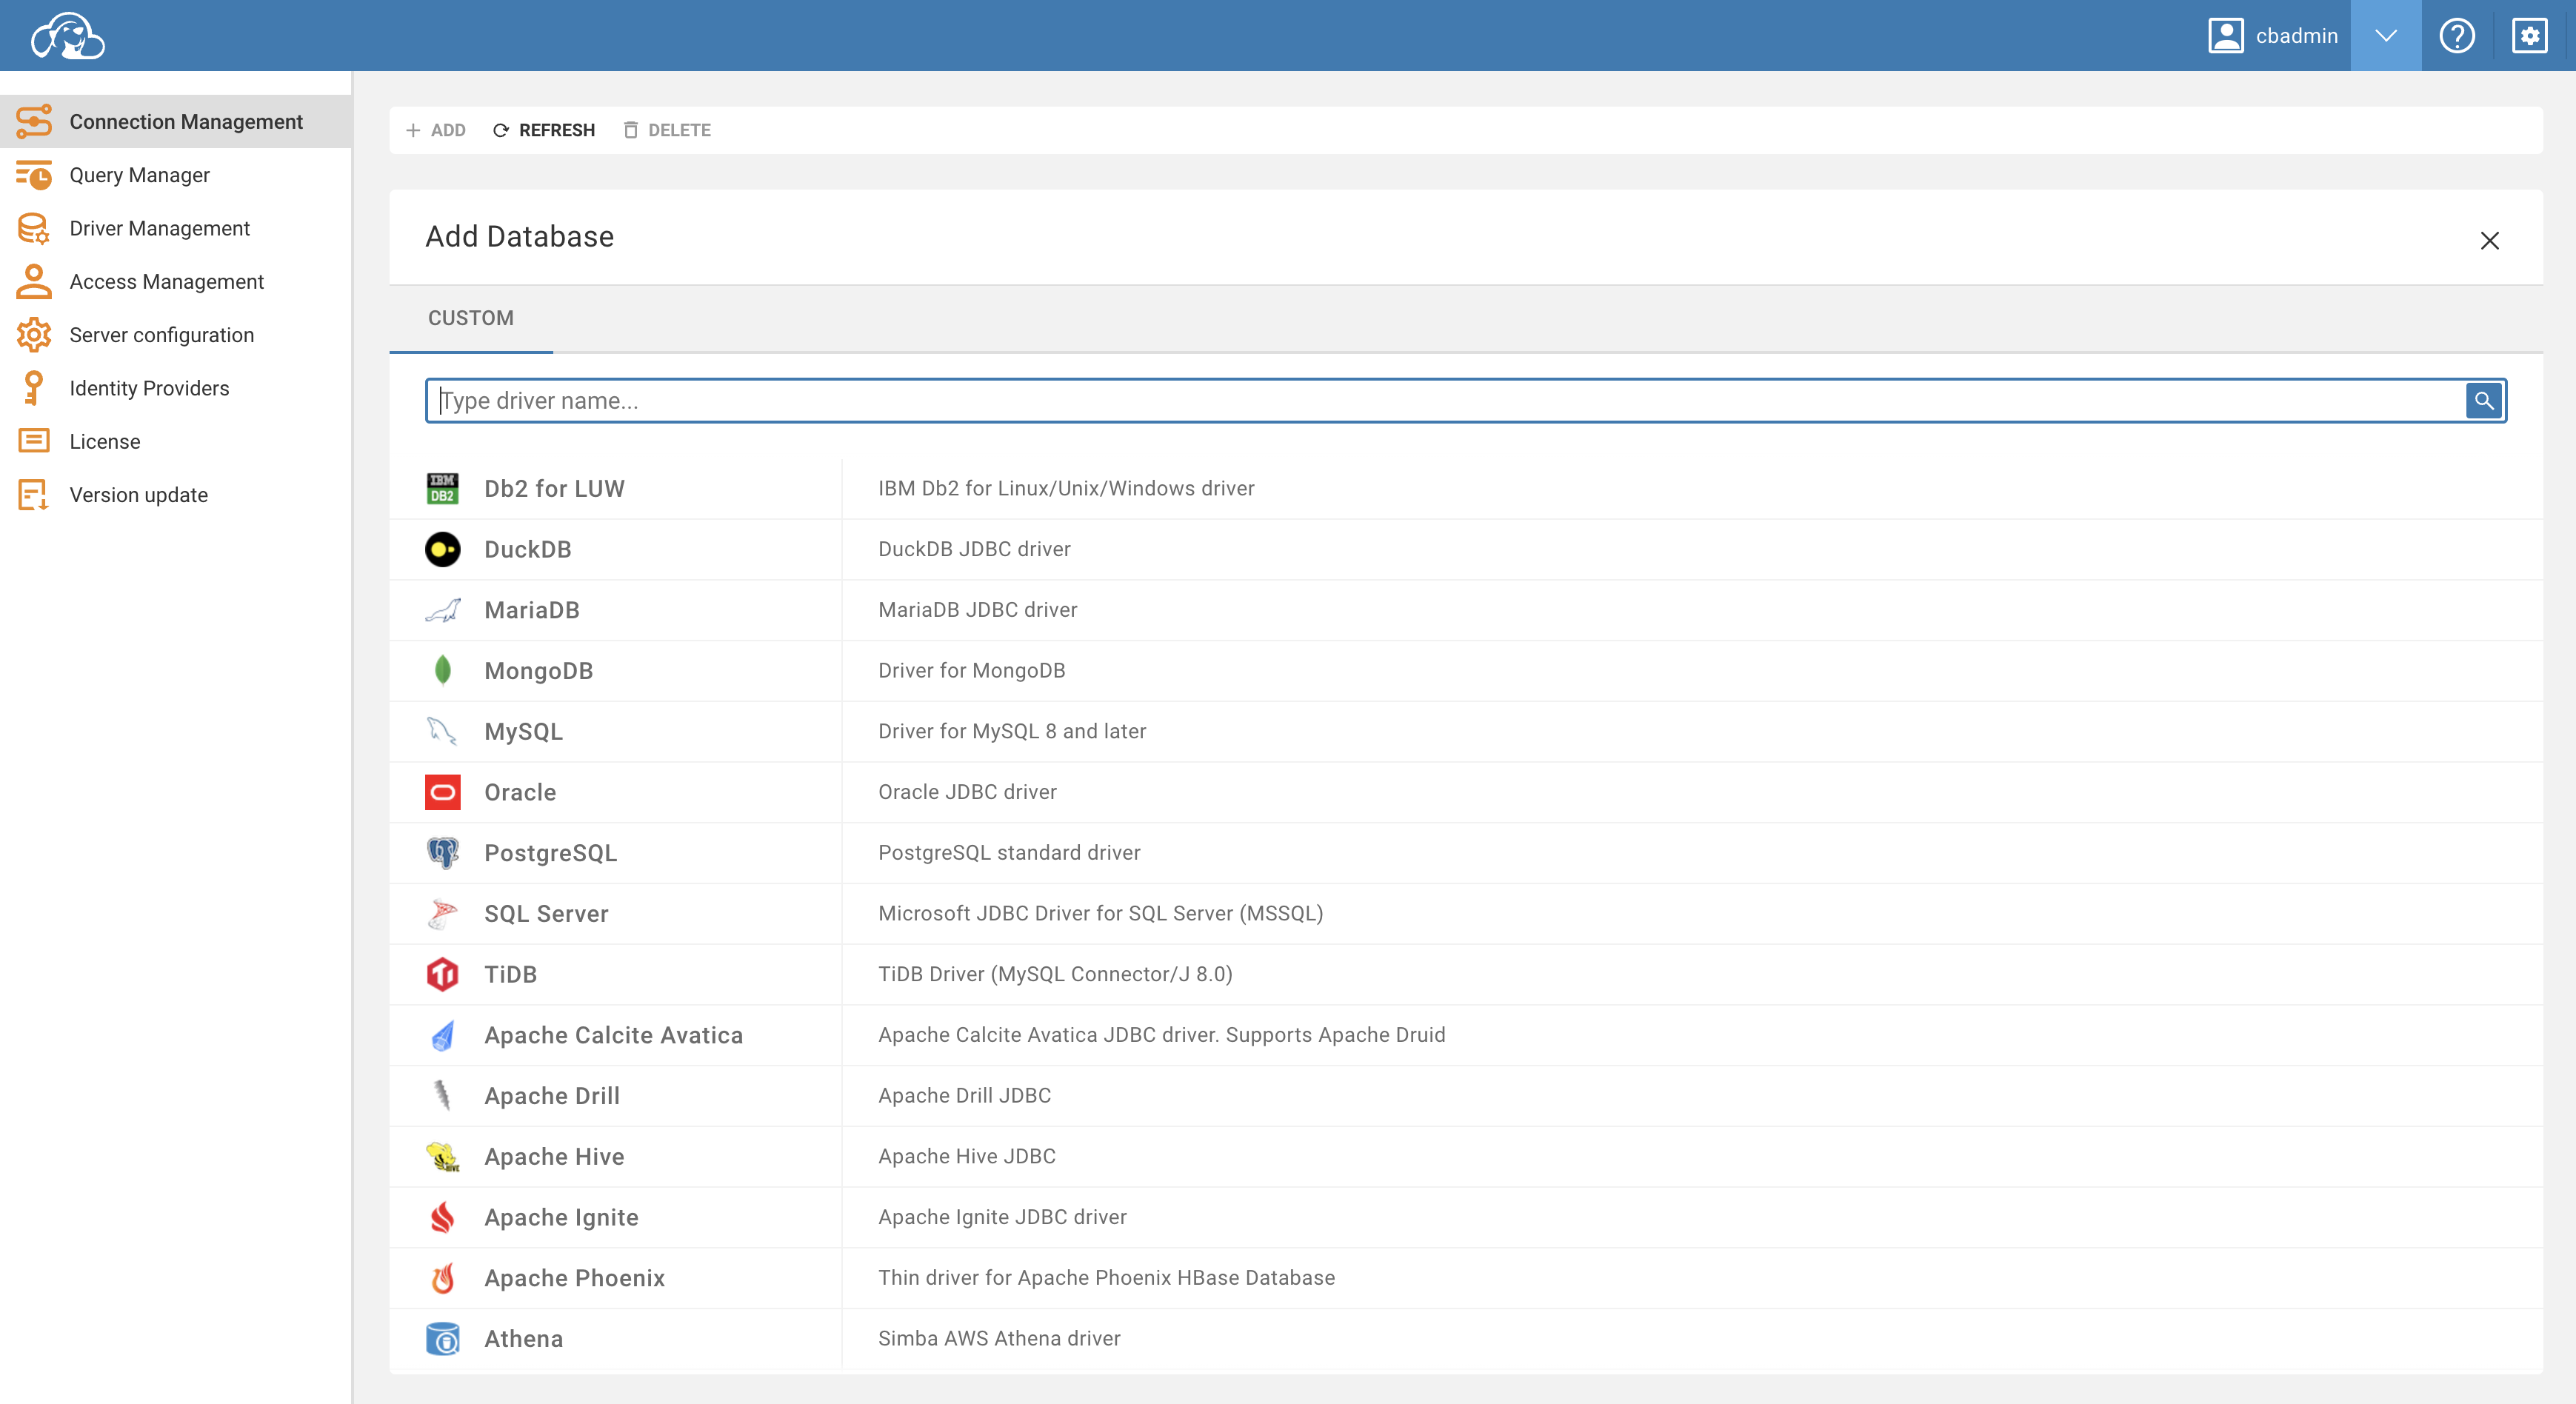 cbadmin
Connection Management
Query Manager
Driver Management
Access Management
Server configuration
Identity Providers
License
Version update
ADD REFRESH DELETE
Add Database
CUSTOM
Type driver name...
IBM
DB2
Db2 for LUW IBM Db2 for Linux/Unix/Windows driver
DuckDB DuckDB JDBC driver
MariaDB MariaDB JDBC driver
MongoDB Driver for MongoDB
MySQL Driver for MySQL 8 and later
Oracle Oracle JDBC driver
PostgreSQL PostgreSQL standard driver
SQL Server Microsoft JDBC Driver for SQL Server (MSSQL)
TiDB TiDB Driver (MySQL Connector/J 8.0)
Apache Calcite Avatica Apache Calcite Avatica JDBC driver. Supports Apache Druid
Apache Drill Apache Drill JDBC
HIVE
Apache Hive Apache Hive JDBC
Apache Ignite Apache Ignite JDBC driver
Apache Phoenix Thin driver for Apache Phoenix HBase Database
Athena Simba AWS Athena driver